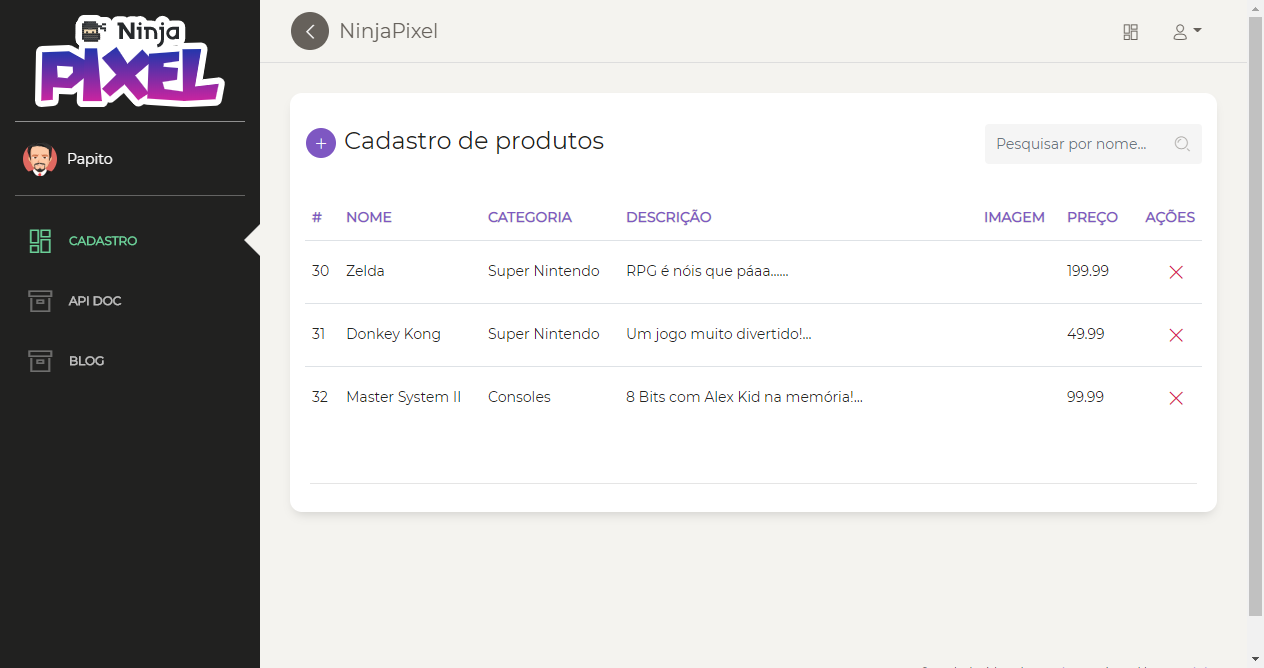 Ninja
PIXEL
NinjaPixel
Papito
CADASTRO
API DOC
BLOG
+ Cadastro de produtos
Pesquisar por nome...
# NOME CATEGORIA DESCRIÇÃO IMAGEM PREÇO AÇÕES
30 Zelda Super Nintendo RPG é nóis que páaa...... 199.99
31 Donkey Kong Super Nintendo Um jogo muito divertido!... 49.99
32 Master System II Consoles 8 Bits com Alex Kid na memória!... 99.99